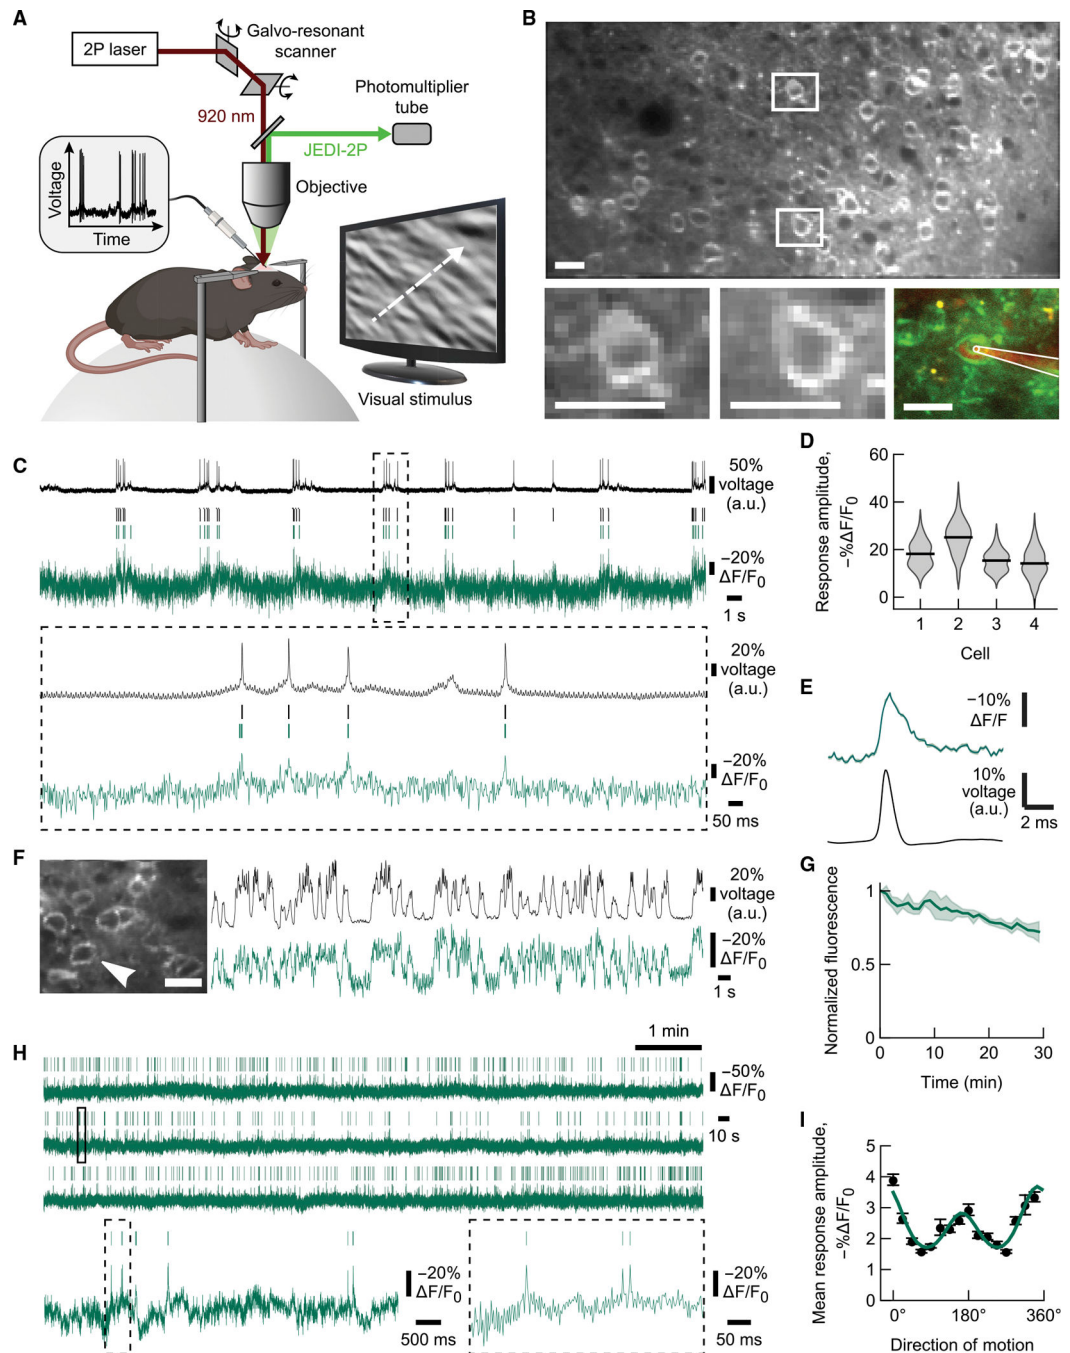 A
2P laser
Galvo-resonant
scanner
Photomultiplier
tube
920 nm
JEDI-2P
Objective
Voltage
Time
Visual stimulus
B
C
50%
voltage
(a.u.)
−20%
ΔF/F0
1 s
20%
voltage
(a.u.)
−20%
ΔF/F0
50 ms
D
Response amplitude,
−%ΔF/F0
60
40
20
0
1 2 3 4
Cell
E
−10%
ΔF/F
10%
voltage
(a.u.)
2 ms
F
20%
voltage
(a.u.)
−20%
ΔF/F0
1 s
G
Normalized fluorescence
1
0.5
0
0 10 20 30
Time (min)
H
1 min
−50%
ΔF/F0
10 s
−20%
ΔF/F0
500 ms
−20%
ΔF/F0
50 ms
I
Mean response amplitude,
−%ΔF/F0
5
4
3
2
1
0
0° 180° 360°
Direction of motion